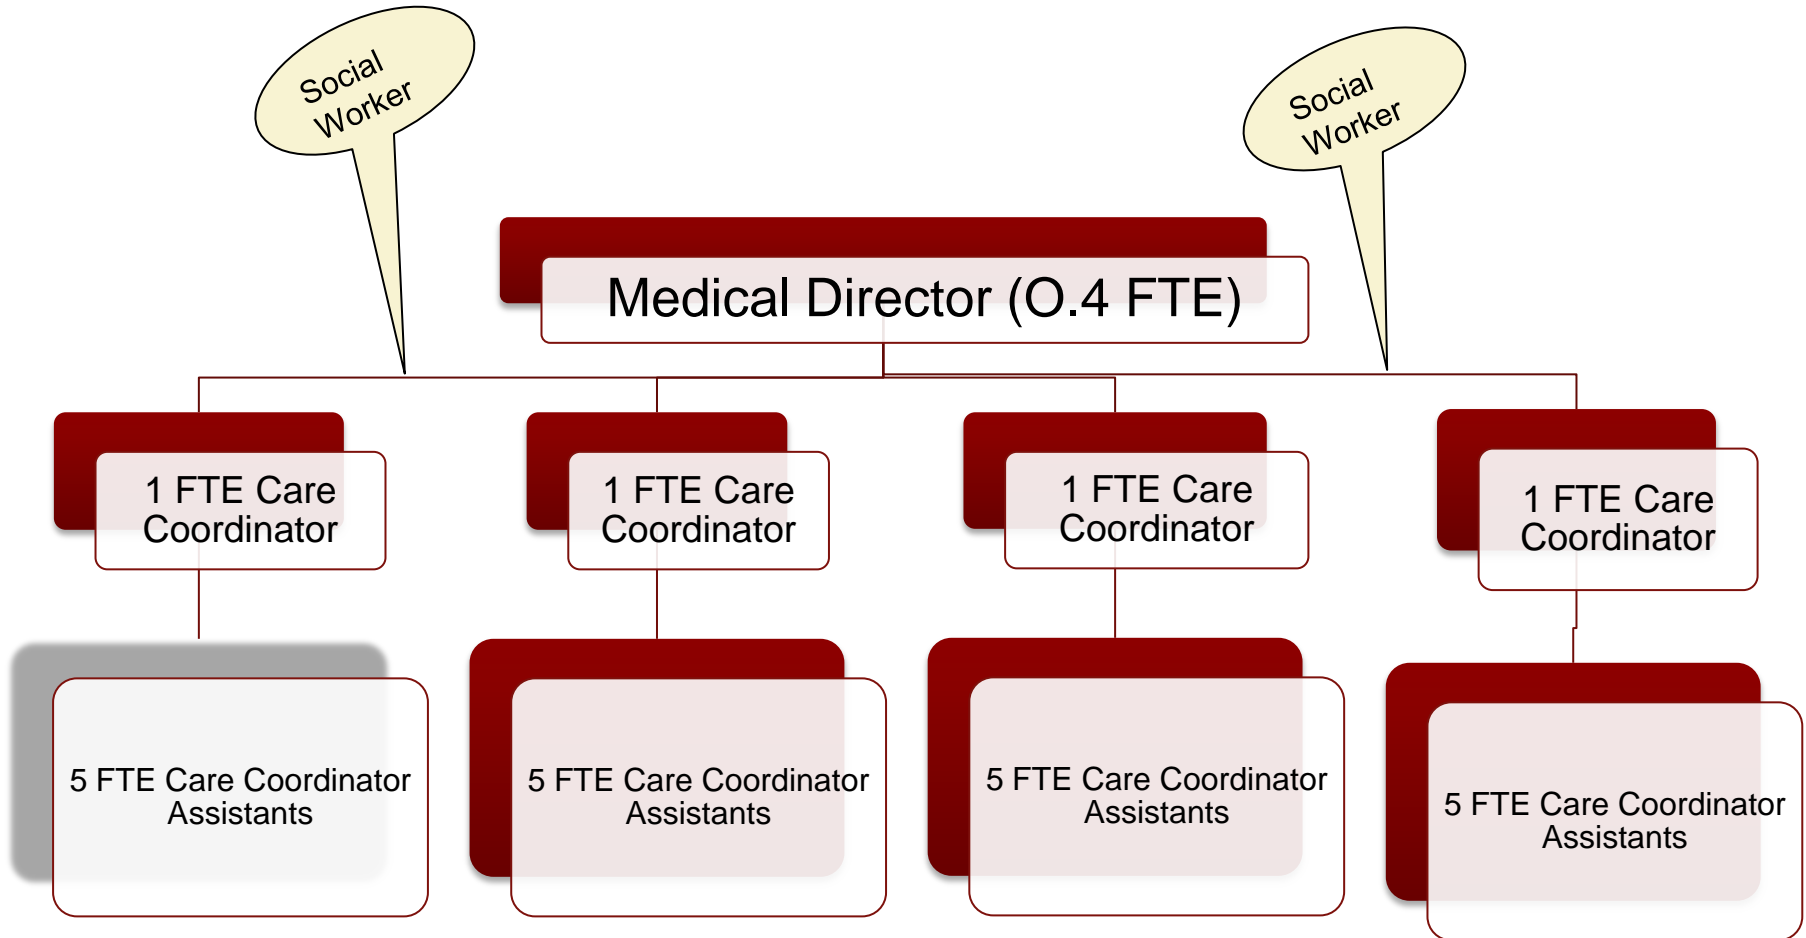 Social
Worker
Social
Worker
Medical Director (O.4 FTE)
1 FTE Care
Coordinator
1 FTE Care
Coordinator
1 FTE Care
Coordinator
1 FTE Care
Coordinator
5 FTE Care Coordinator
Assistants
5 FTE Care Coordinator
Assistants
5 FTE Care Coordinator
Assistants
5 FTE Care Coordinator
Assistants